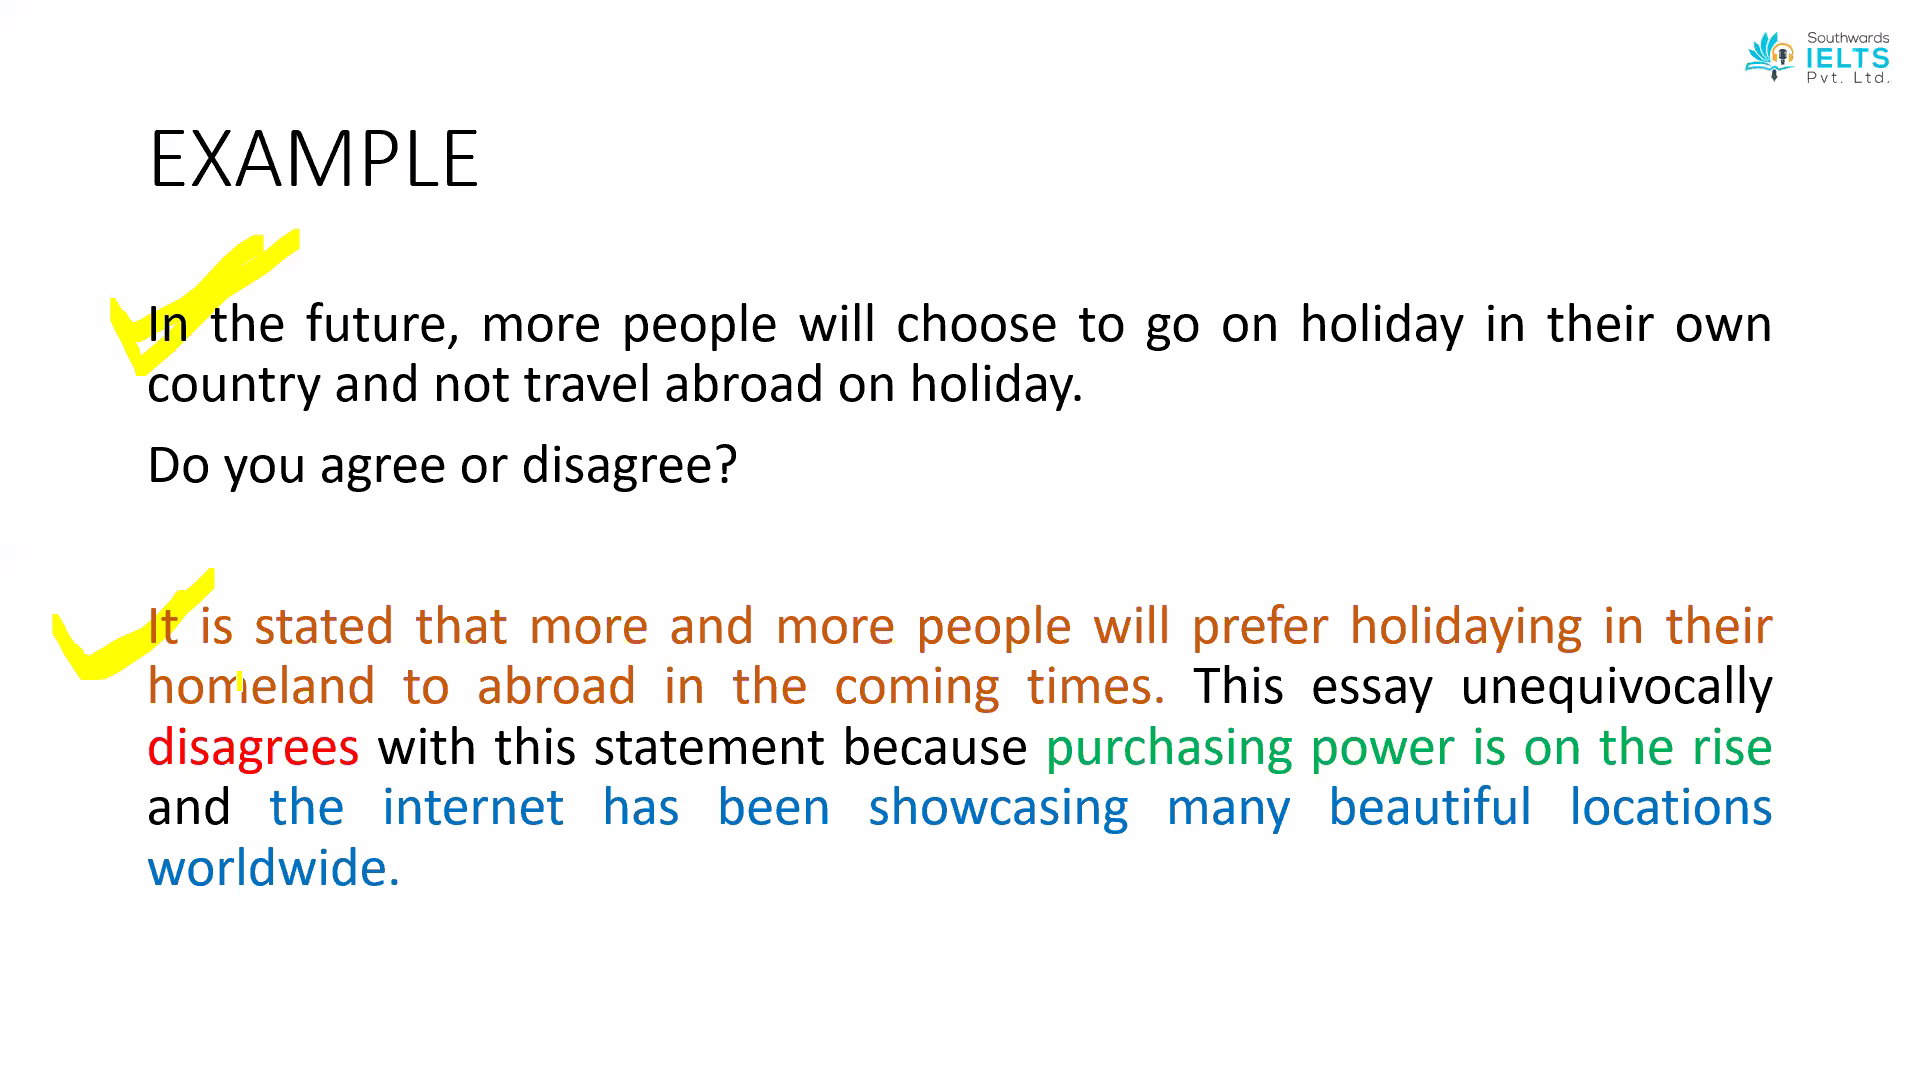 Southwards
IELTS
Pvt. Ltd.
EXAMPLE
In the future, more people will choose to go on holiday in their own
country and not travel abroad on holiday.
Do you agree or disagree?
It is stated that more and more people will prefer holidaying in their
homeland to abroad in the coming times. This essay unequivocally
disagrees with this statement because purchasing power is on the rise
and the internet has been showcasing many beautiful locations
worldwide.